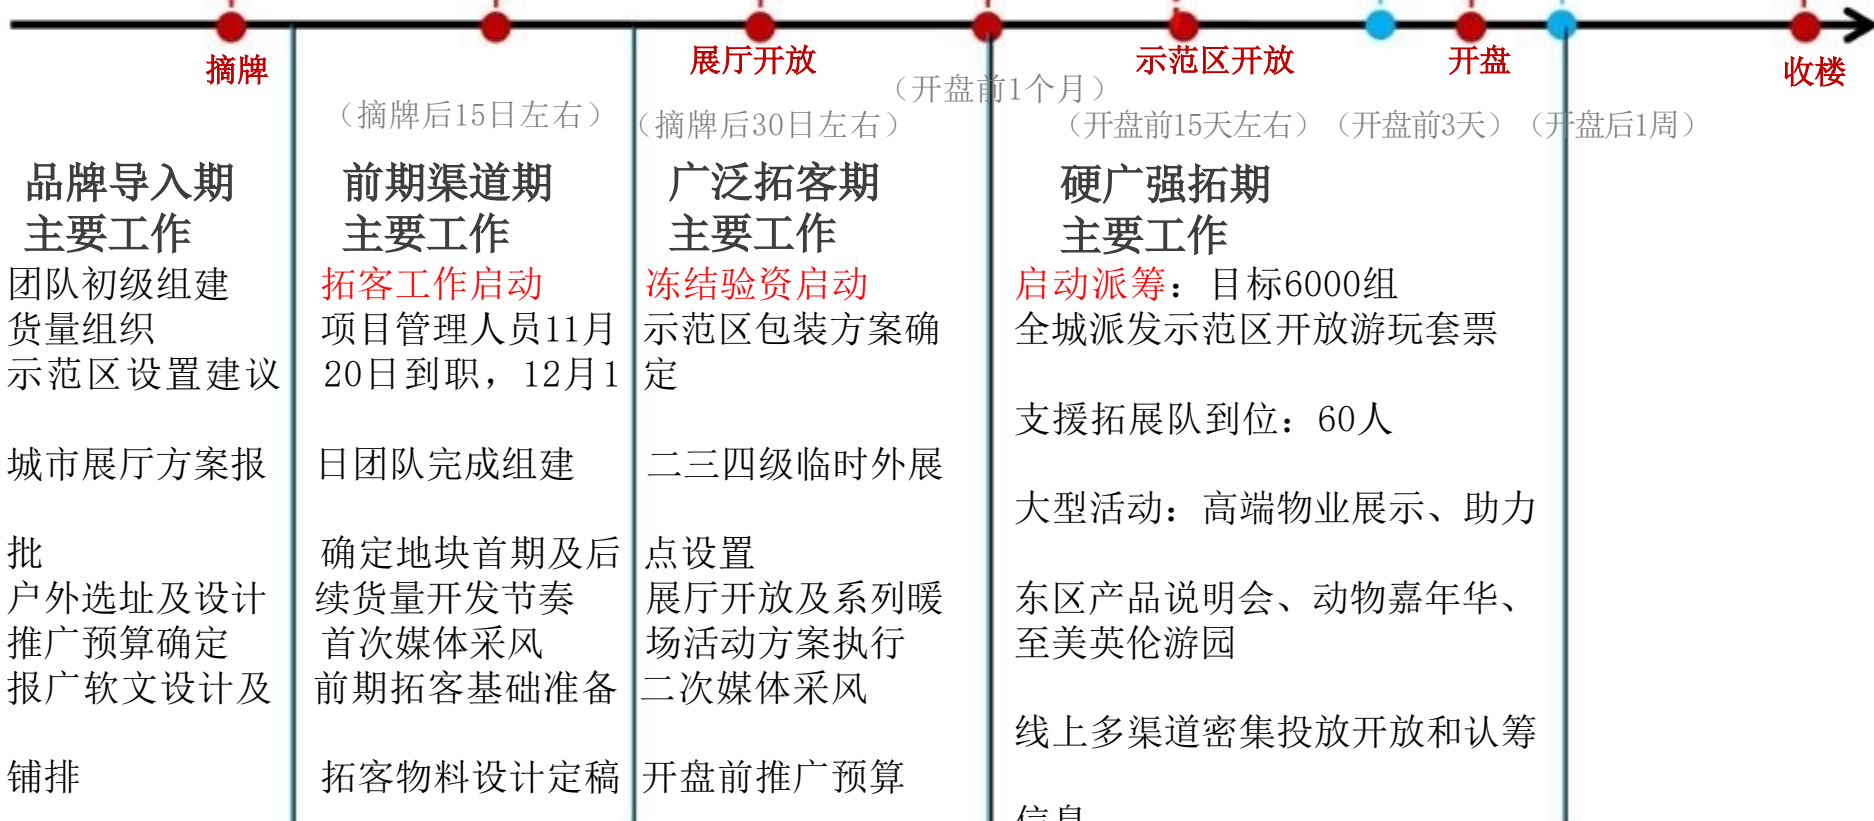 摘牌
展厅开放
示范区开放
开盘
收楼
（摘牌后15日左右）
（摘牌后30日左右）
（开盘前1个月）
（开盘前15天左右）
（开盘前3天）
（开盘后1周）
品牌导入期
主要工作
团队初级组建
货量组织
示范区设置建议
城市展厅方案报
批
户外选址及设计
推广预算确定
报广软文设计及
铺排
前期渠道期
主要工作
拓客工作启动
项目管理人员11月
20日到职，12月1
日团队完成组建
确定地块首期及后
续货量开发节奏
首次媒体采风
前期拓客基础准备
拓客物料设计定稿
广泛拓客期
主要工作
冻结验资启动
示范区包装方案确
定
二三四级临时外展
点设置
展厅开放及系列暖
场活动方案执行
二次媒体采风
开盘前推广预算
硬广强拓期
主要工作
启动派筹：目标6000组
全城派发示范区开放游玩套票
支援拓展队到位：60人
大型活动：高端物业展示、助力
东区产品说明会、动物嘉年华、
至美英伦游园
线上多渠道密集投放开放和认筹
信息